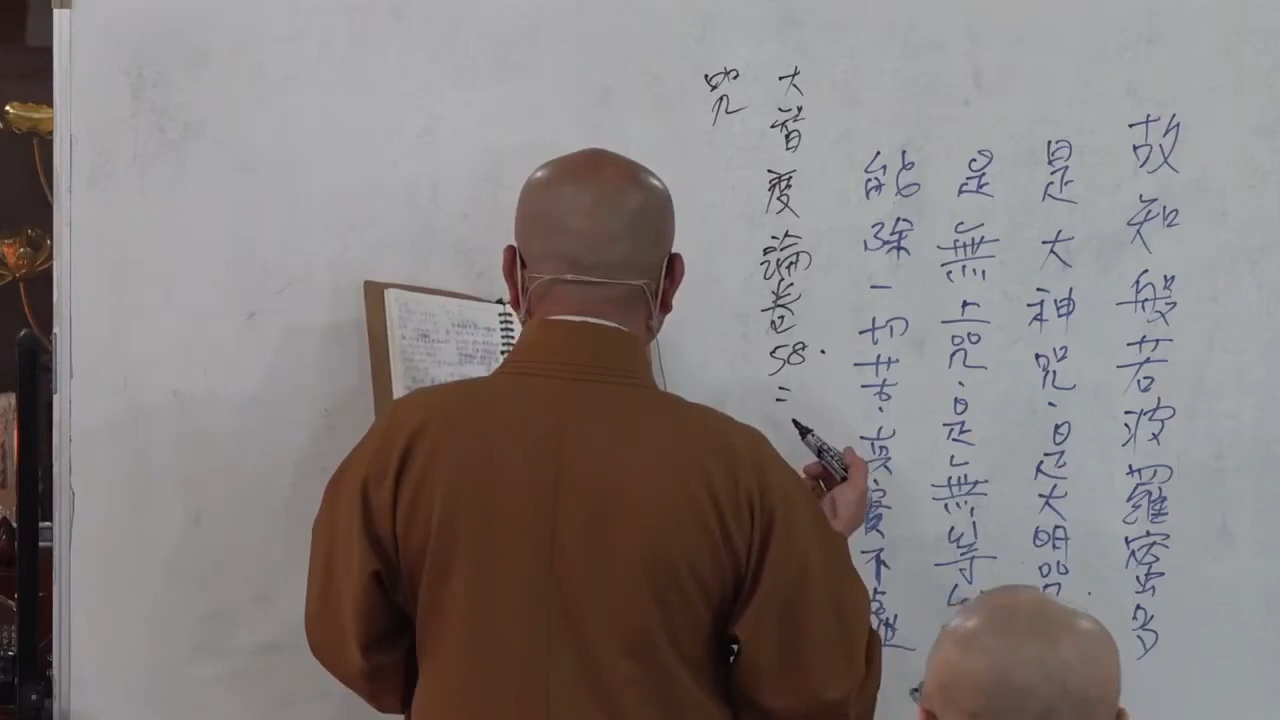 故知般若波羅蜜多
是大神咒.是大明咒
是無上咒.是無等
能除一切苦.真實不虛
大智度論卷58.:
咒